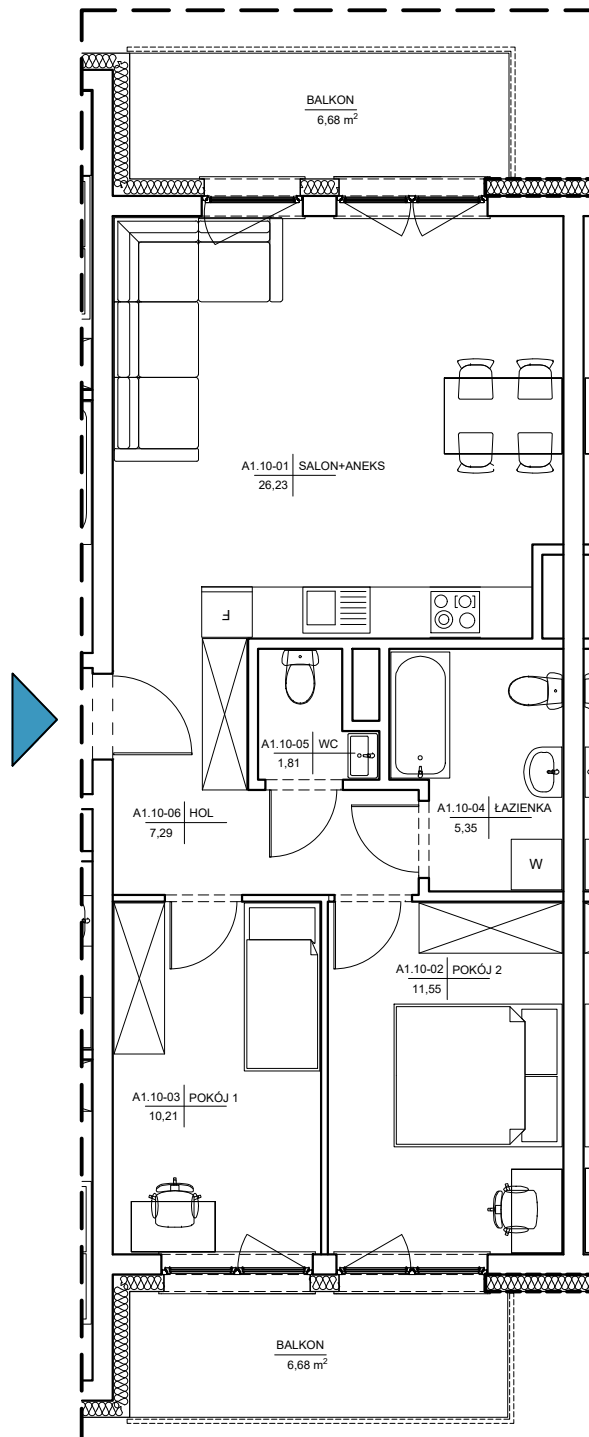 BALKON
6,68 m²
A1.10-01 SALON+ANEKS
26,23
F
A1.10-05 WC
1,81
A1.10-06 HOL
7,29
A1.10-04 ŁAZIENKA
5,35
W
A1.10-02 POKÓJ 2
11,55
A1.10-03 POKÓJ 1
10,21
BALKON
6,68 m²